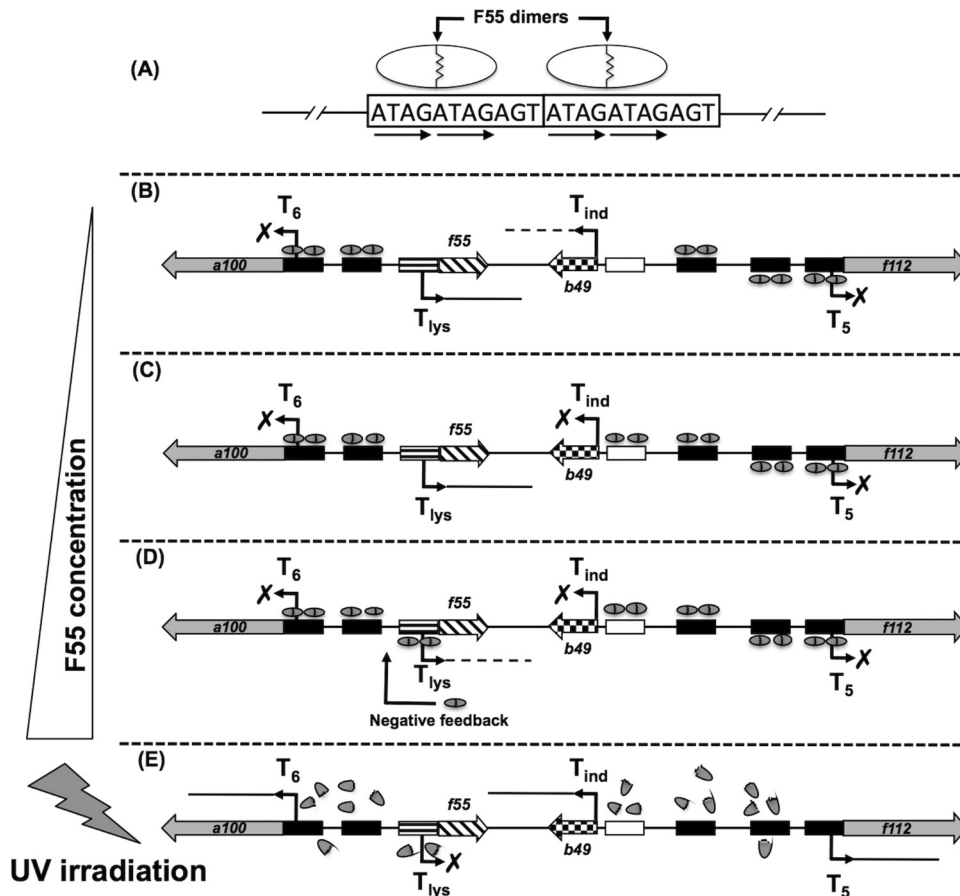 F55 dimers
(A)
ATAGATAGAGT ATAGATAGAGT
(B)
T6
Tind
X
f55
a100
b49
f112
Tlys
T5
X
(C)
T6
Tind
X
X
f55
a100
b49
f112
Tlys
T5
X
(D)
T6
Tind
X
X
f55
a100
b49
f112
Tlys
T5
X
Negative feedback
F55 concentration
(E)
T6
Tind
f55
a100
b49
f112
X
Tlys
T5
UV irradiation